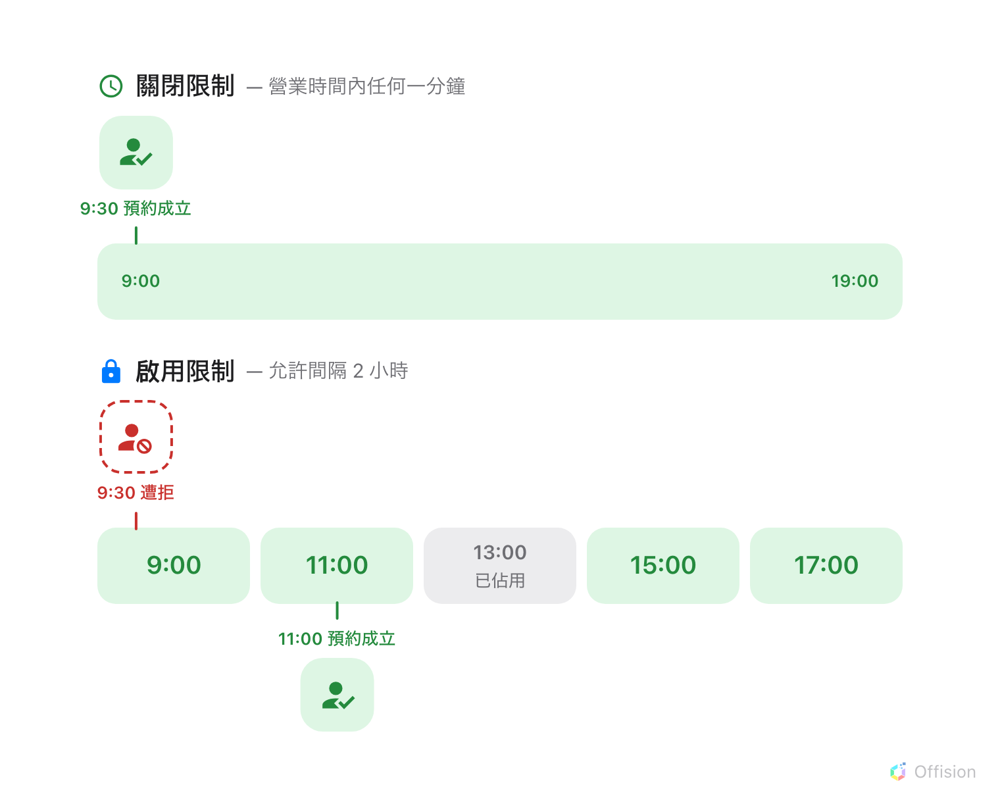 關閉限制 — 營業時間內任何一分鐘
9:30 預約成立
9:00 19:00
啟用限制 — 允許間隔 2 小時
9:30 遭拒
9:00 11:00 13:00 15:00 17:00
已佔用
11:00 預約成立
Offision